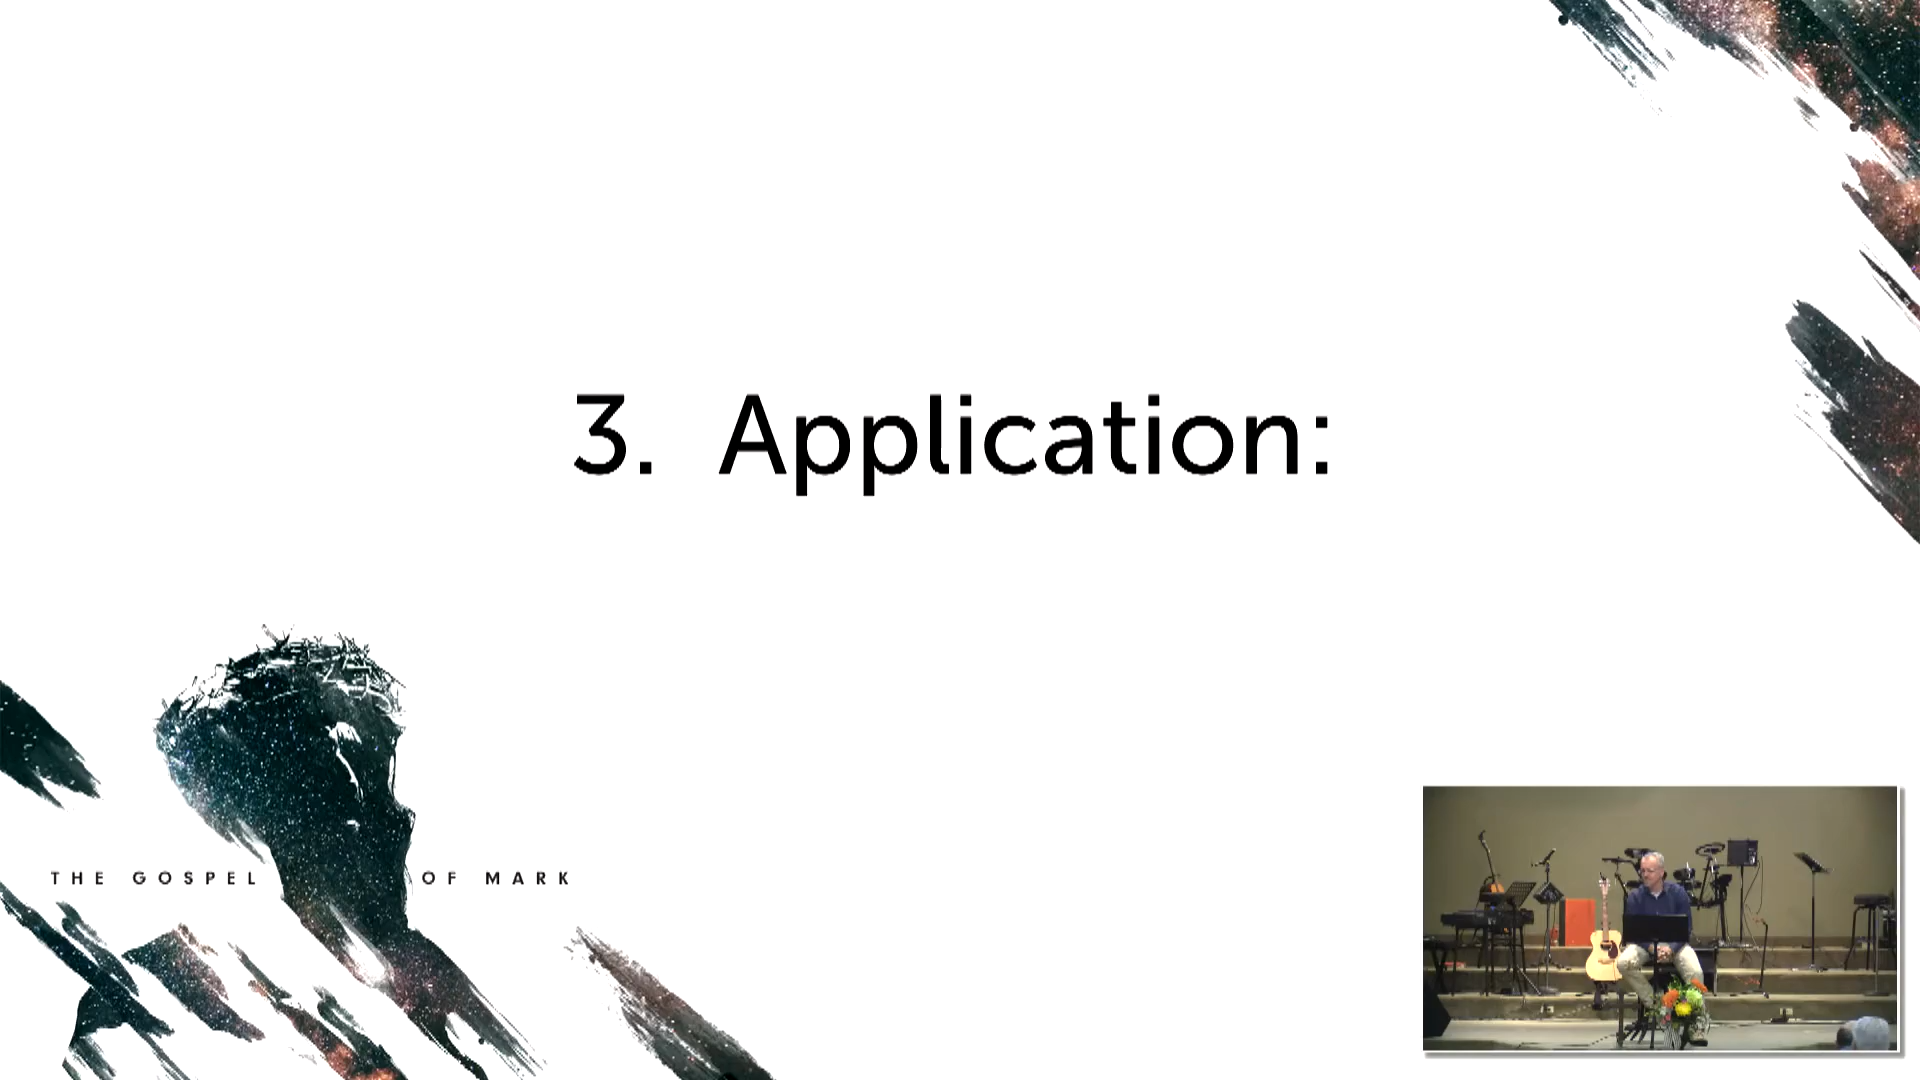 3. Application:
THE GOSPEL OF MARK